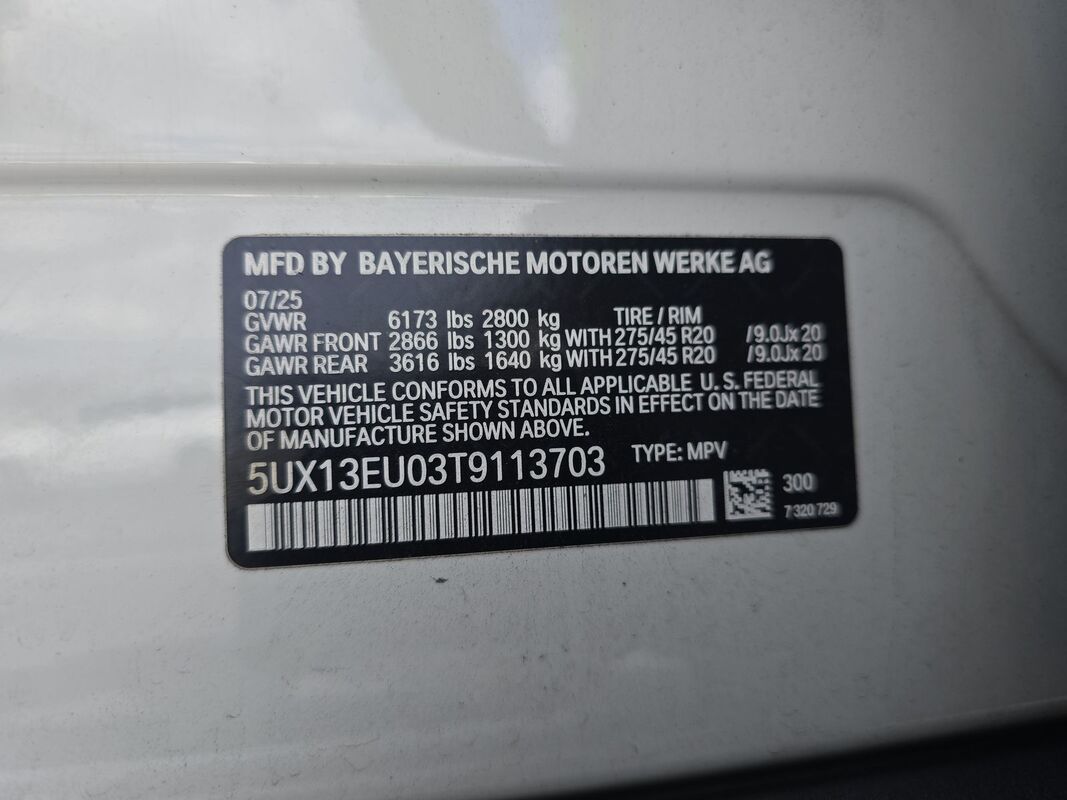 MFD BY BAYERISCHE MOTOREN WERKE AG
07/25
GVWR 6173 lbs 2800 kg TIRE / RIM
GAWR FRONT 2866 lbs 1300 kg WITH 275/45 R20 /9.0Jx20
GAWR REAR 3616 lbs 1640 kg WITH 275/45 R20 /9.0Jx20
THIS VEHICLE CONFORMS TO ALL APPLICABLE U. S. FEDERAL
MOTOR VEHICLE SAFETY STANDARDS IN EFFECT ON THE DATE
OF MANUFACTURE SHOWN ABOVE.
5UX13EU03T9113703 TYPE: MPV
300
7 320 729